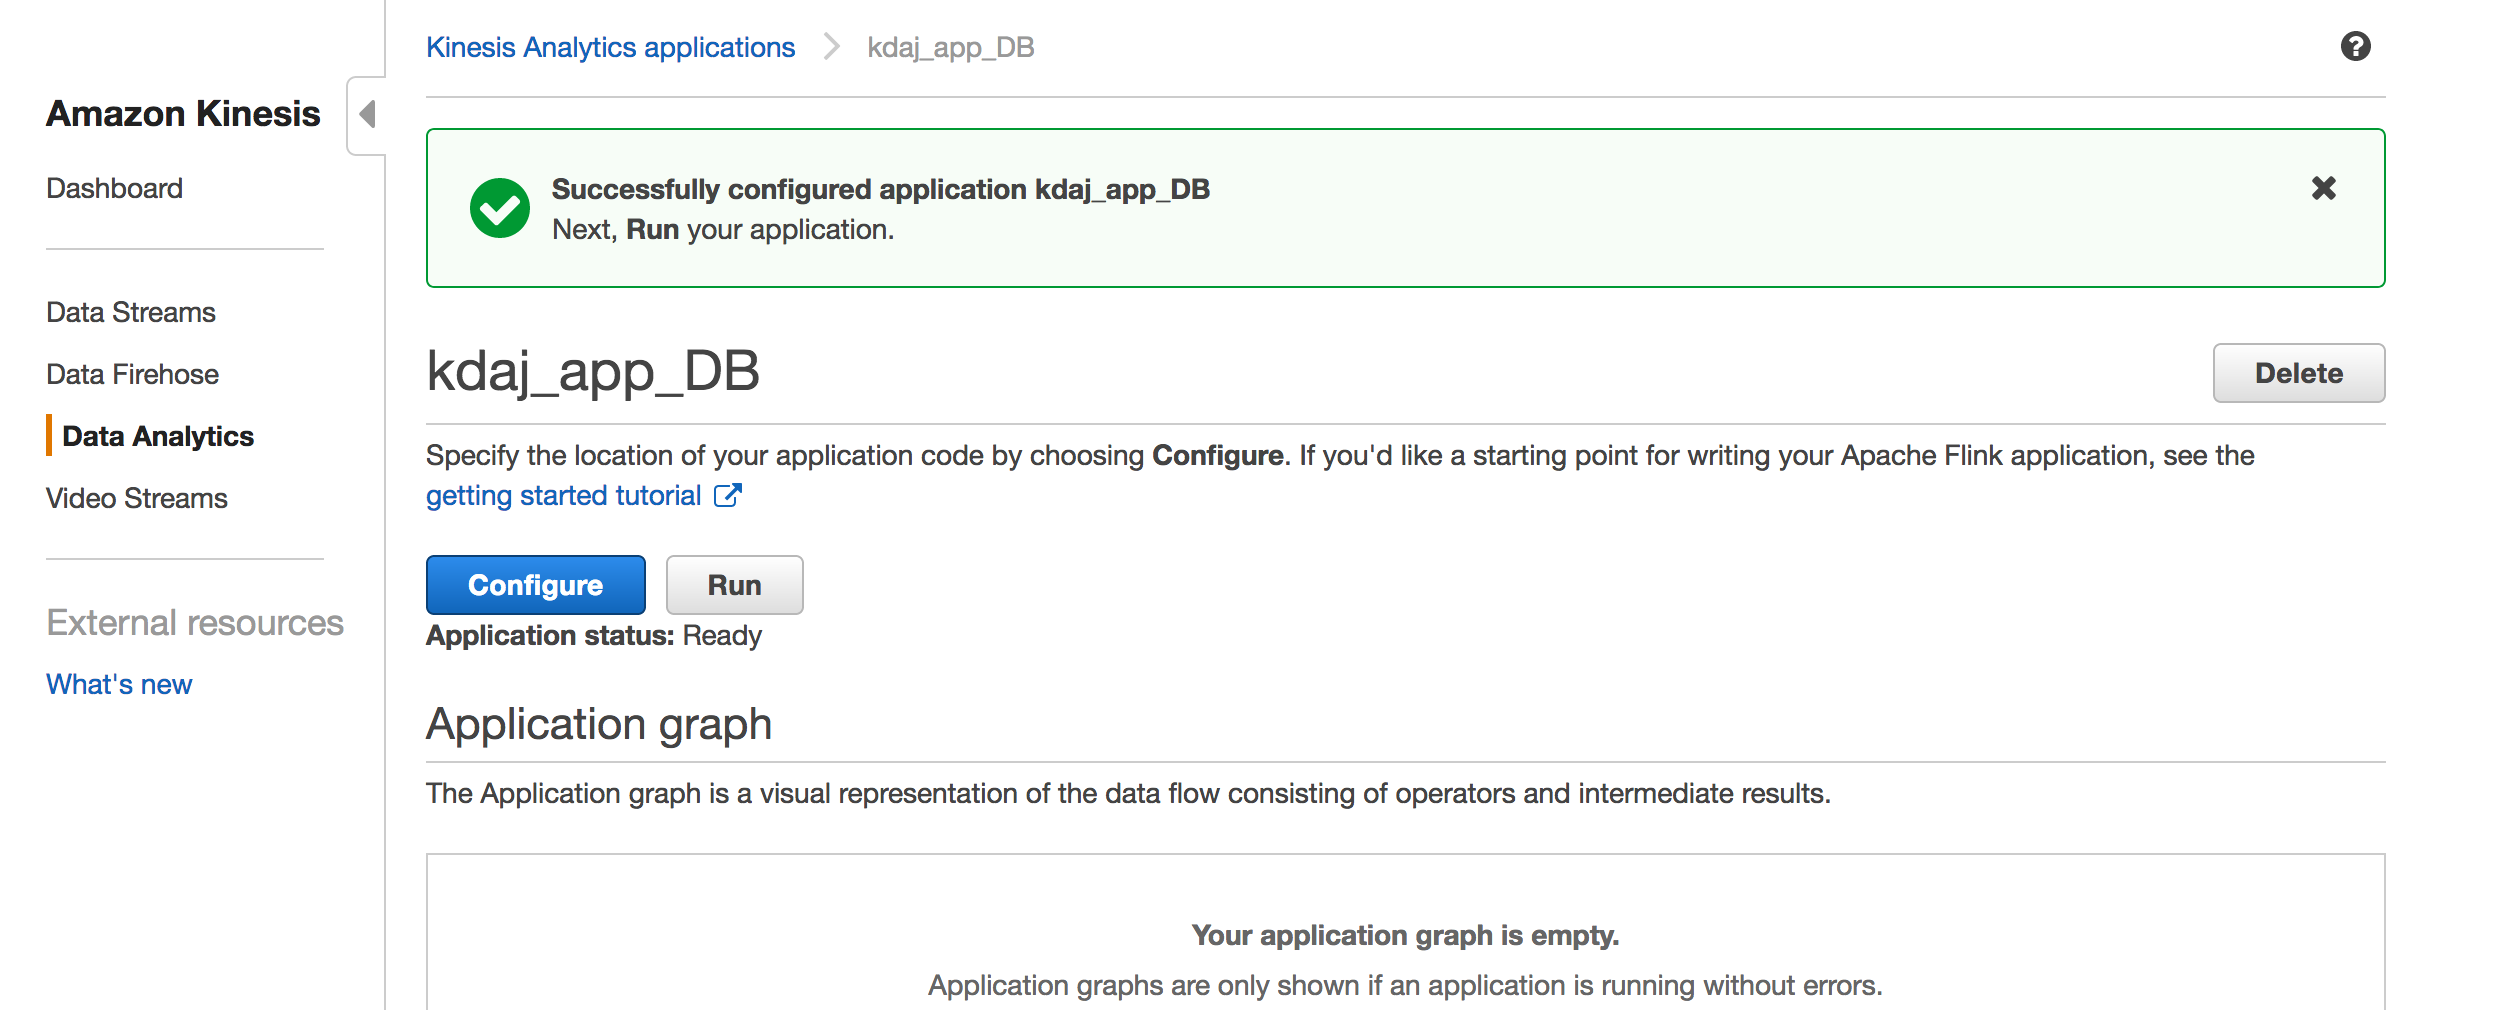 Amazon Kinesis
Dashboard
Data Streams
Data Firehose
Data Analytics
Video Streams
External resources
What's new
Kinesis Analytics applications kdaj_app_DB
Successfully configured application kdaj_app_DB
Next, Run your application.
kdaj_app_DB
Delete
Specify the location of your application code by choosing Configure. If you'd like a starting point for writing your Apache Flink application, see the
getting started tutorial
Configure Run
Application status: Ready
Application graph
The Application graph is a visual representation of the data flow consisting of operators and intermediate results.
Your application graph is empty.
Application graphs are only shown if an application is running without errors.